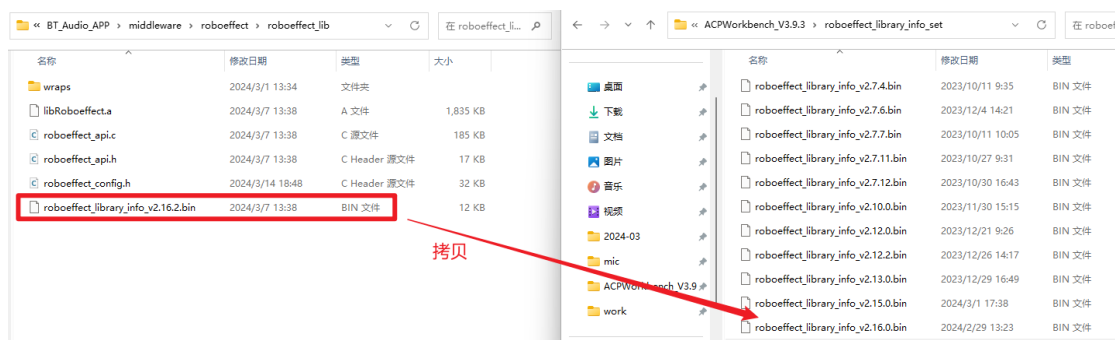 « BT_Audio_APP › middleware › roboeffect › roboeffect_lib
在 roboeffect_li...
名称 修改日期 类型 大小
wraps 2024/3/1 13:34 文件夹
libRoboeffect.a 2024/3/7 13:38 A 文件 1,835 KB
roboeffect_api.c 2024/3/7 13:38 C 源文件 185 KB
roboeffect_api.h 2024/3/7 13:38 C Header 源文件 17 KB
roboeffect_config.h 2024/3/14 18:48 C Header 源文件 32 KB
roboeffect_library_info_v2.16.2.bin 2024/3/7 13:38 BIN 文件 12 KB
拷贝
« ACPWorkbench_V3.9.3 › roboeffect_library_info_set
在 roboef
桌面
下载
文档
图片
音乐
视频
2024-03
mic
ACPWorkbench_V3.9
work
名称 修改日期 类型
roboeffect_library_info_v2.7.4.bin 2023/10/11 9:35 BIN 文件
roboeffect_library_info_v2.7.6.bin 2023/12/4 14:21 BIN 文件
roboeffect_library_info_v2.7.7.bin 2023/10/11 10:05 BIN 文件
roboeffect_library_info_v2.7.11.bin 2023/10/27 9:31 BIN 文件
roboeffect_library_info_v2.7.12.bin 2023/10/30 16:43 BIN 文件
roboeffect_library_info_v2.10.0.bin 2023/11/30 15:15 BIN 文件
roboeffect_library_info_v2.12.0.bin 2023/12/21 9:26 BIN 文件
roboeffect_library_info_v2.12.2.bin 2023/12/26 14:17 BIN 文件
roboeffect_library_info_v2.13.0.bin 2023/12/29 16:49 BIN 文件
roboeffect_library_info_v2.15.0.bin 2024/3/1 17:38 BIN 文件
roboeffect_library_info_v2.16.0.bin 2024/2/29 13:23 BIN 文件